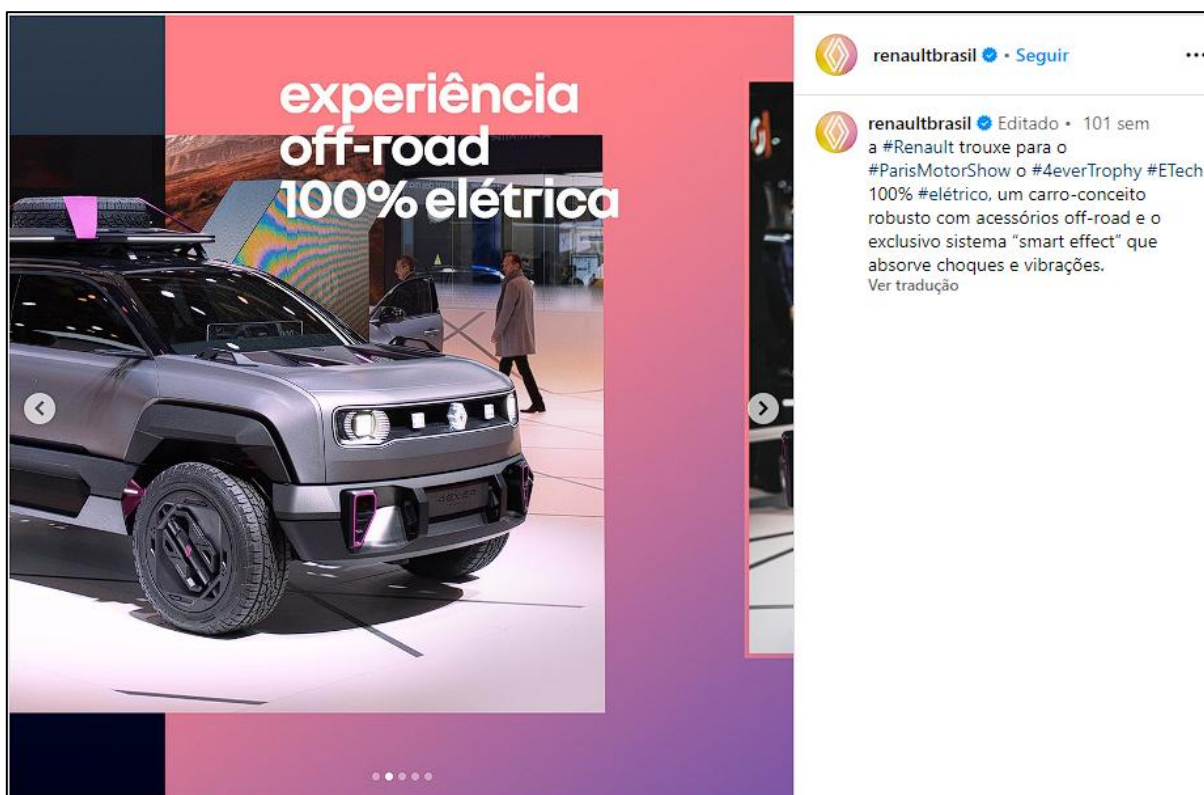 experiência
off-road
100% elétrica
renaultbrasil • Seguir
renaultbrasil Editado • 101 sem
a #Renault trouxe para o
#ParisMotorShow o #4everTrophy #ETech
100% #elétrico, um carro-conceito
robusto com acessórios off-road e o
exclusivo sistema “smart effect” que
absorve choques e vibrações.
Ver tradução
4EVER